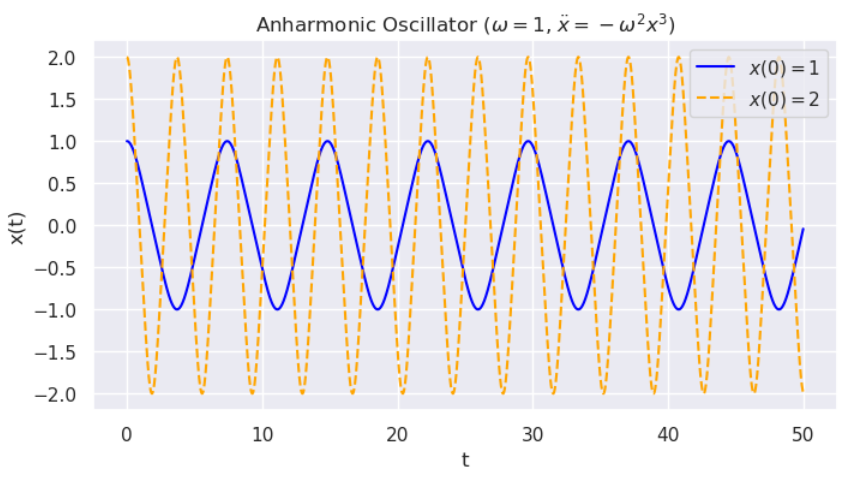 Anharmonic Oscillator (ω = 1, ẍ = −ω²x³)
x(0) = 1
x(0) = 2
2.0
1.5
1.0
0.5
0.0
−0.5
−1.0
−1.5
−2.0
x(t)
0 10 20 30 40 50
t